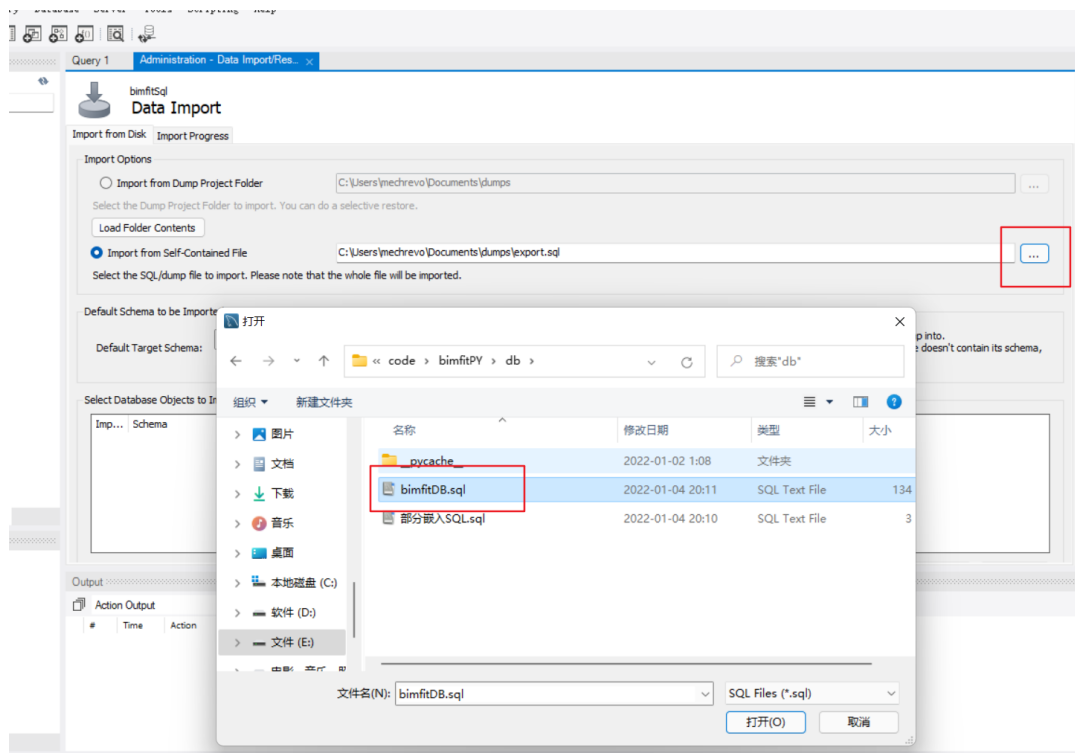 Database Server Tools Scripting Help
Query 1 Administration - Data Import/Res...
bimfitSql
Data Import
Import from Disk Import Progress
Import Options
Import from Dump Project Folder C:\Users\mechrevo\Documents\dumps ...
Select the Dump Project Folder to import. You can do a selective restore.
Load Folder Contents
Import from Self-Contained File C:\Users\mechrevo\Documents\dumps\export.sql ...
Select the SQL/dump file to import. Please note that the whole file will be imported.
Default Schema to be Importe
打开
p into.
Default Target Schema: doesn't contain its schema,
« code › bimfitPY › db › 搜索"db"
组织 新建文件夹
Select Database Objects to Ir
Imp... Schema
名称 修改日期 类型 大小
图片
__pycache__ 2022-01-02 1:08 文件夹
文档
bimfitDB.sql 2022-01-04 20:11 SQL Text File 134
下载
部分嵌入SQL.sql 2022-01-04 20:10 SQL Text File 3
音乐
桌面
本地磁盘 (C:)
软件 (D:)
文件 (E:)
Output
Action Output
# Time Action
文件名(N): bimfitDB.sql SQL Files (*.sql)
打开(O) 取消